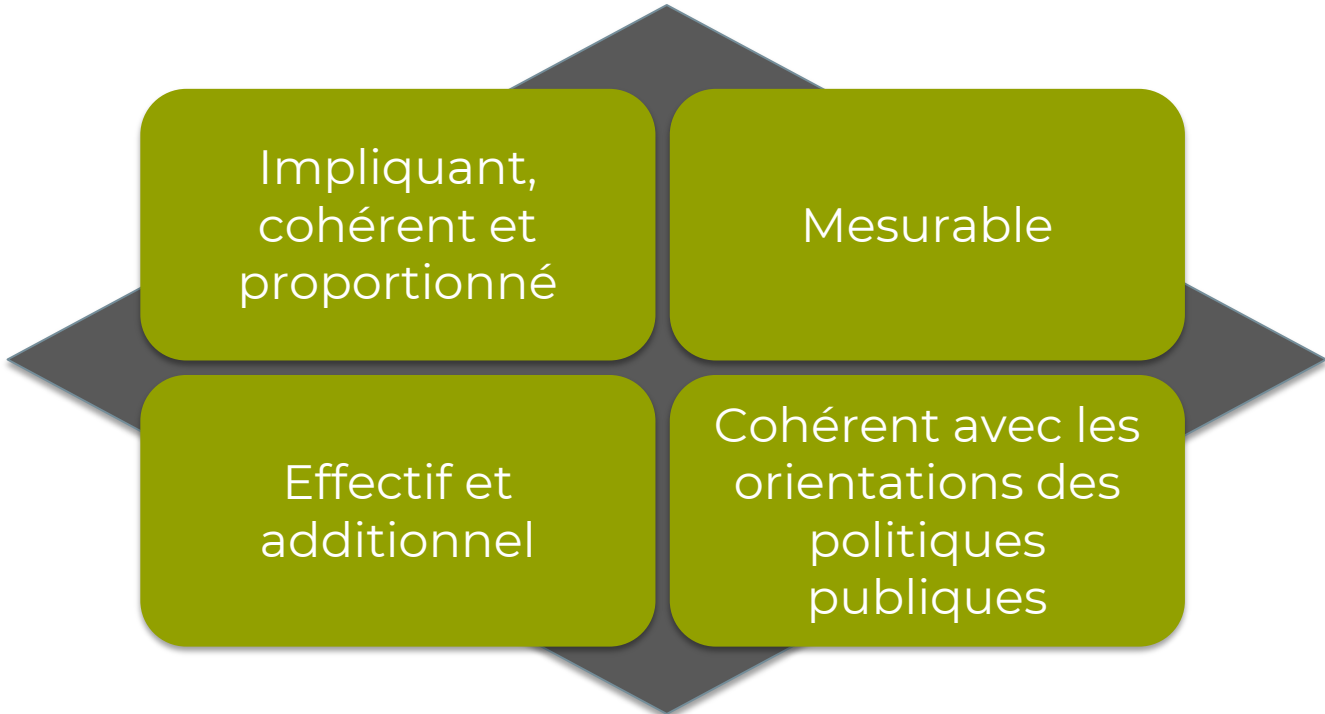 Impliquant,
cohérent et
proportionné
Mesurable
Effectif et
additionnel
Cohérent avec les
orientations des
politiques
publiques